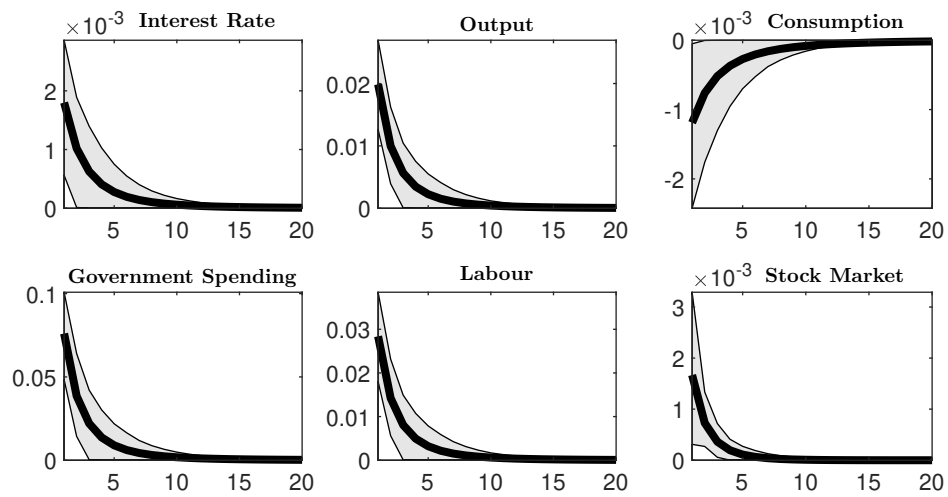 ×10⁻³ Interest Rate
2
1
0
5 10 15 20
Output
0.02
0.01
0
5 10 15 20
×10⁻³ Consumption
0
-1
-2
5 10 15 20
Government Spending
0.1
0.05
0
5 10 15 20
Labour
0.03
0.02
0.01
0
5 10 15 20
×10⁻³ Stock Market
3
2
1
0
5 10 15 20